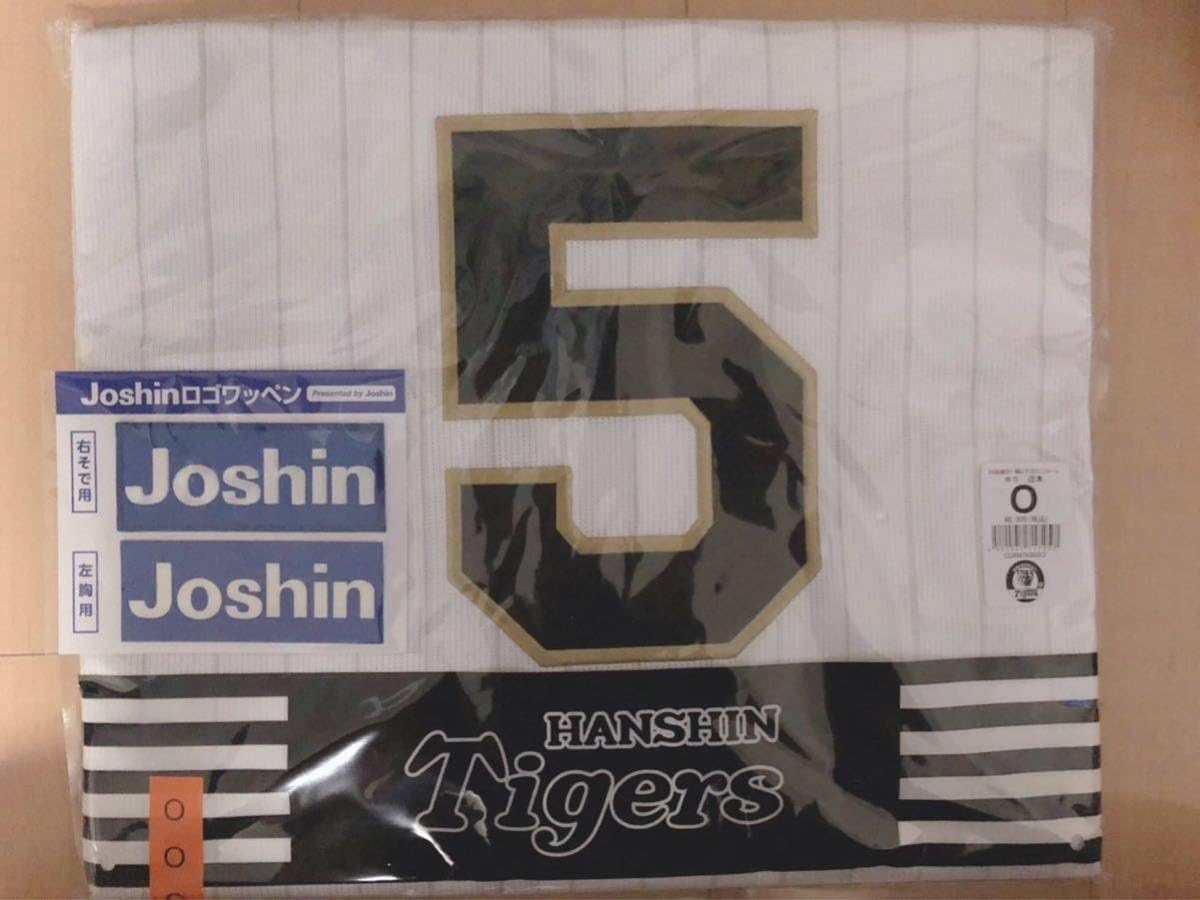 5
Joshinロゴワッペン
Presented by Joshin
右そで用
Joshin
左胸用
Joshin
O
Tigers
HANSHIN
Tigers
O
O
O